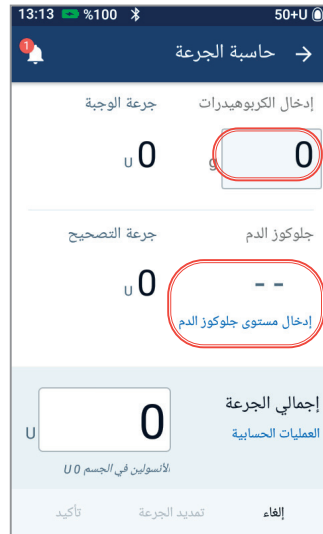 13:13 %100 50+U
1
حاسبة الجرعة
إدخال الكربوهيدرات جرعة الوجبة
0 g 0 U
جلوكوز الدم جرعة التصحيح
-- 0 U
إدخال مستوى جلوكوز الدم
إجمالي الجرعة 0 U
العمليات الحسابية
الأنسولين في الجسم 0 U
إلغاء تمديد الجرعة تأكيد